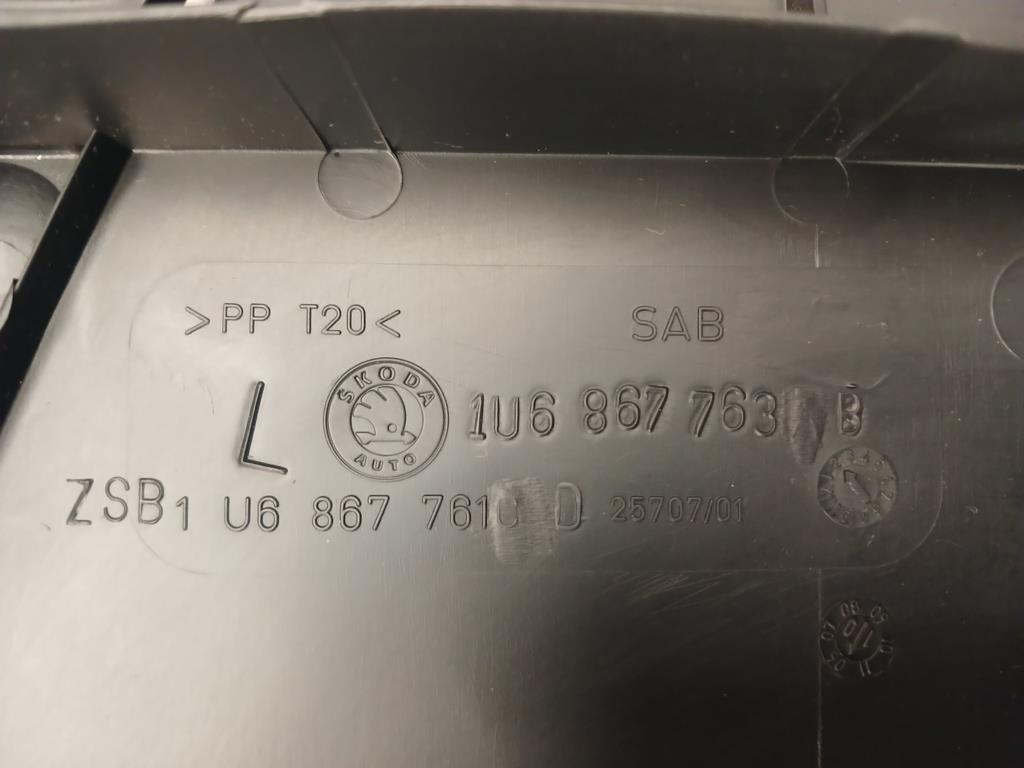 >PP T20< SAB
L ŠKODA AUTO 1U6 867 763 B
ZSB 1 U6 867 761 D 25707/01